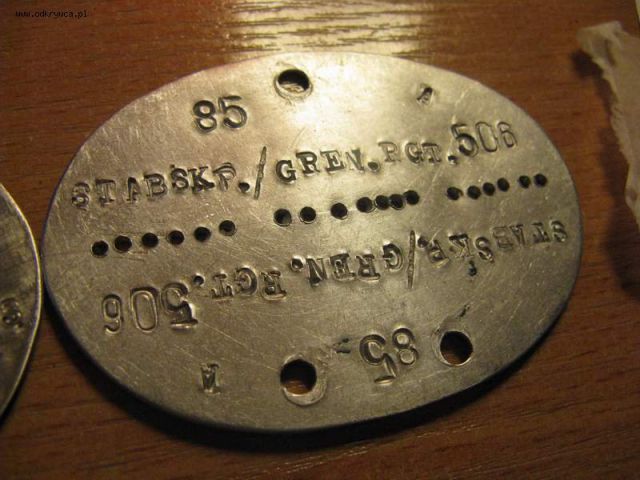 www.odkrywca.pl
85 A
STABSKP./GREN.RGT.506
STABSKP./GREN.RGT.506
-85-
A